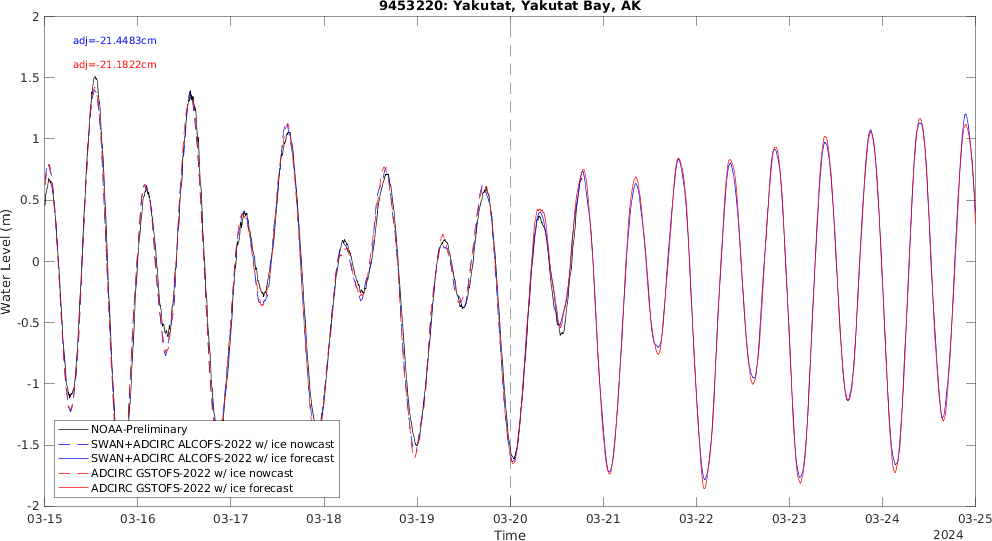 9453220: Yakutat, Yakutat Bay, AK
2
1.5
1
0.5
0
-0.5
-1
-1.5
-2
Water Level (m)
adj=-21.4483cm
adj=-21.1822cm
NOAA-Preliminary
SWAN+ADCIRC ALCOFS-2022 w/ ice nowcast
SWAN+ADCIRC ALCOFS-2022 w/ ice forecast
ADCIRC GSTOFS-2022 w/ ice nowcast
ADCIRC GSTOFS-2022 w/ ice forecast
03-15 03-16 03-17 03-18 03-19 03-20 03-21 03-22 03-23 03-24 03-25
Time
2024